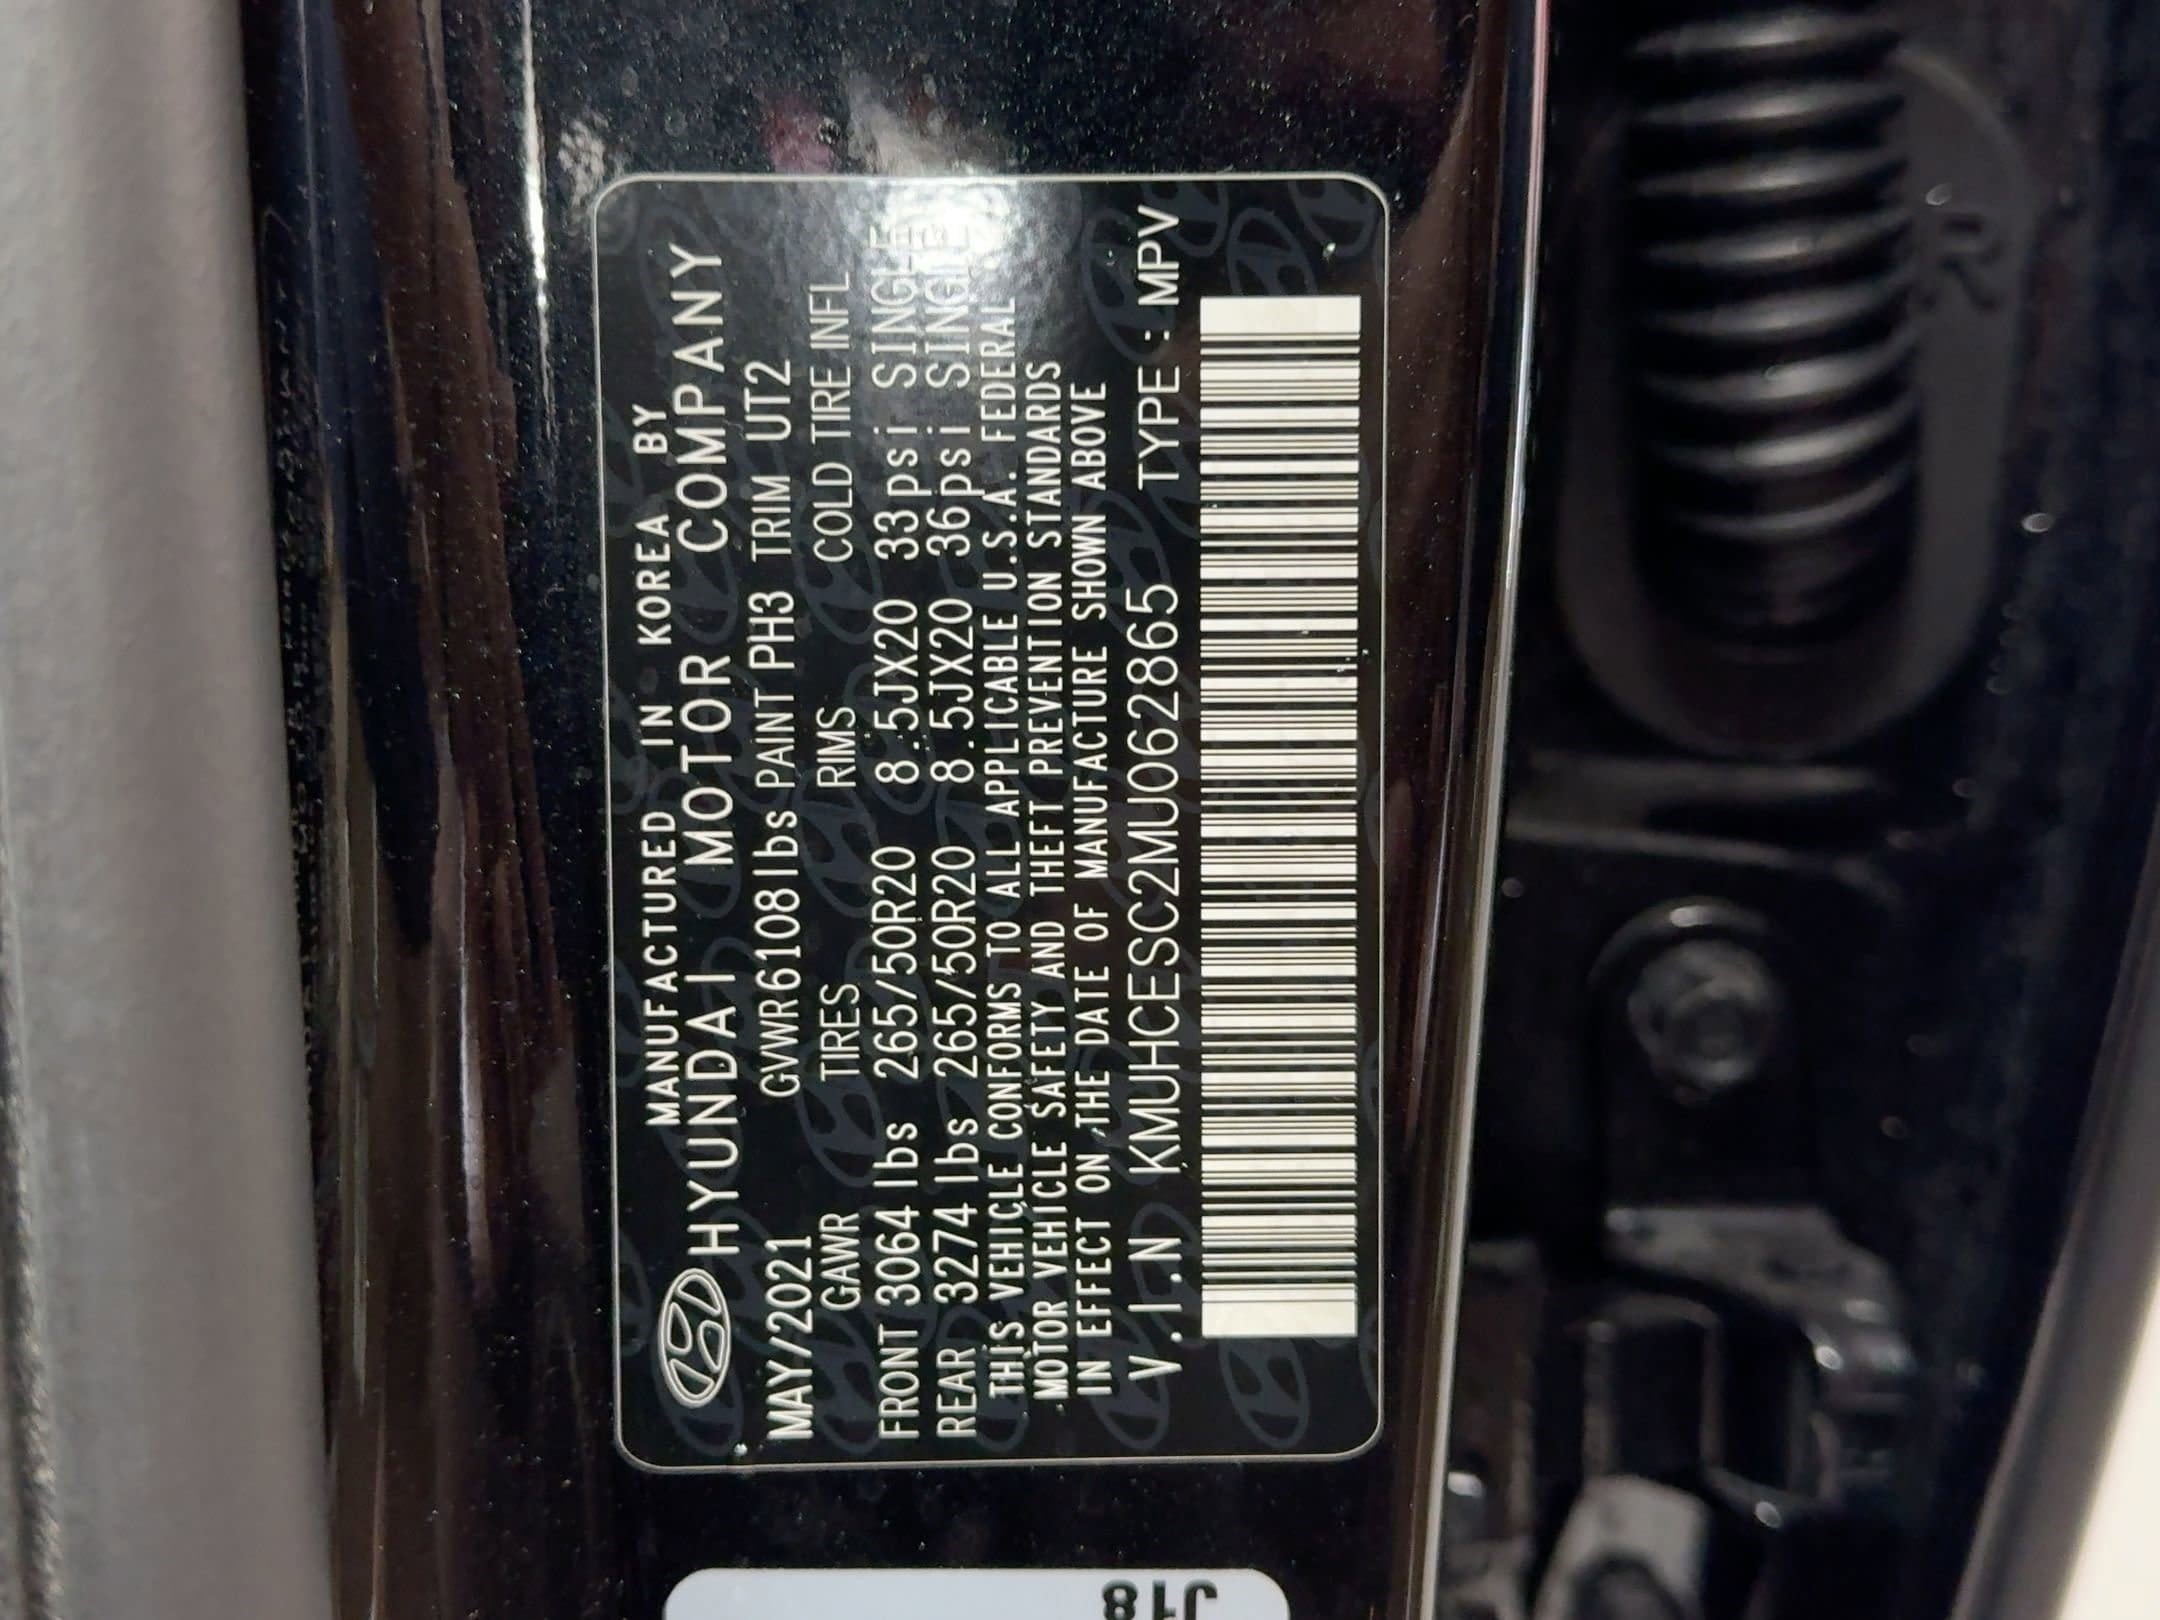 MANUFACTURED IN KOREA BY
HYUNDAI MOTOR COMPANY
MAY/2021 GVWR6108lbs PAINT PH3 TRIM UT2
GAWR TIRES RIMS COLD TIRE INFL
FRONT 3064 lbs 265/50R20 8.5JX20 33psi SINGLE
REAR 3274 lbs 265/50R20 8.5JX20 36psi SINGLE
THIS VEHICLE CONFORMS TO ALL APPLICABLE U.S.A. FEDERAL
MOTOR VEHICLE SAFETY AND THEFT PREVENTION STANDARDS
IN EFFECT ON THE DATE OF MANUFACTURE SHOWN ABOVE
V.I.N KMUHCESC2MU062865 TYPE : MPV
J18
R